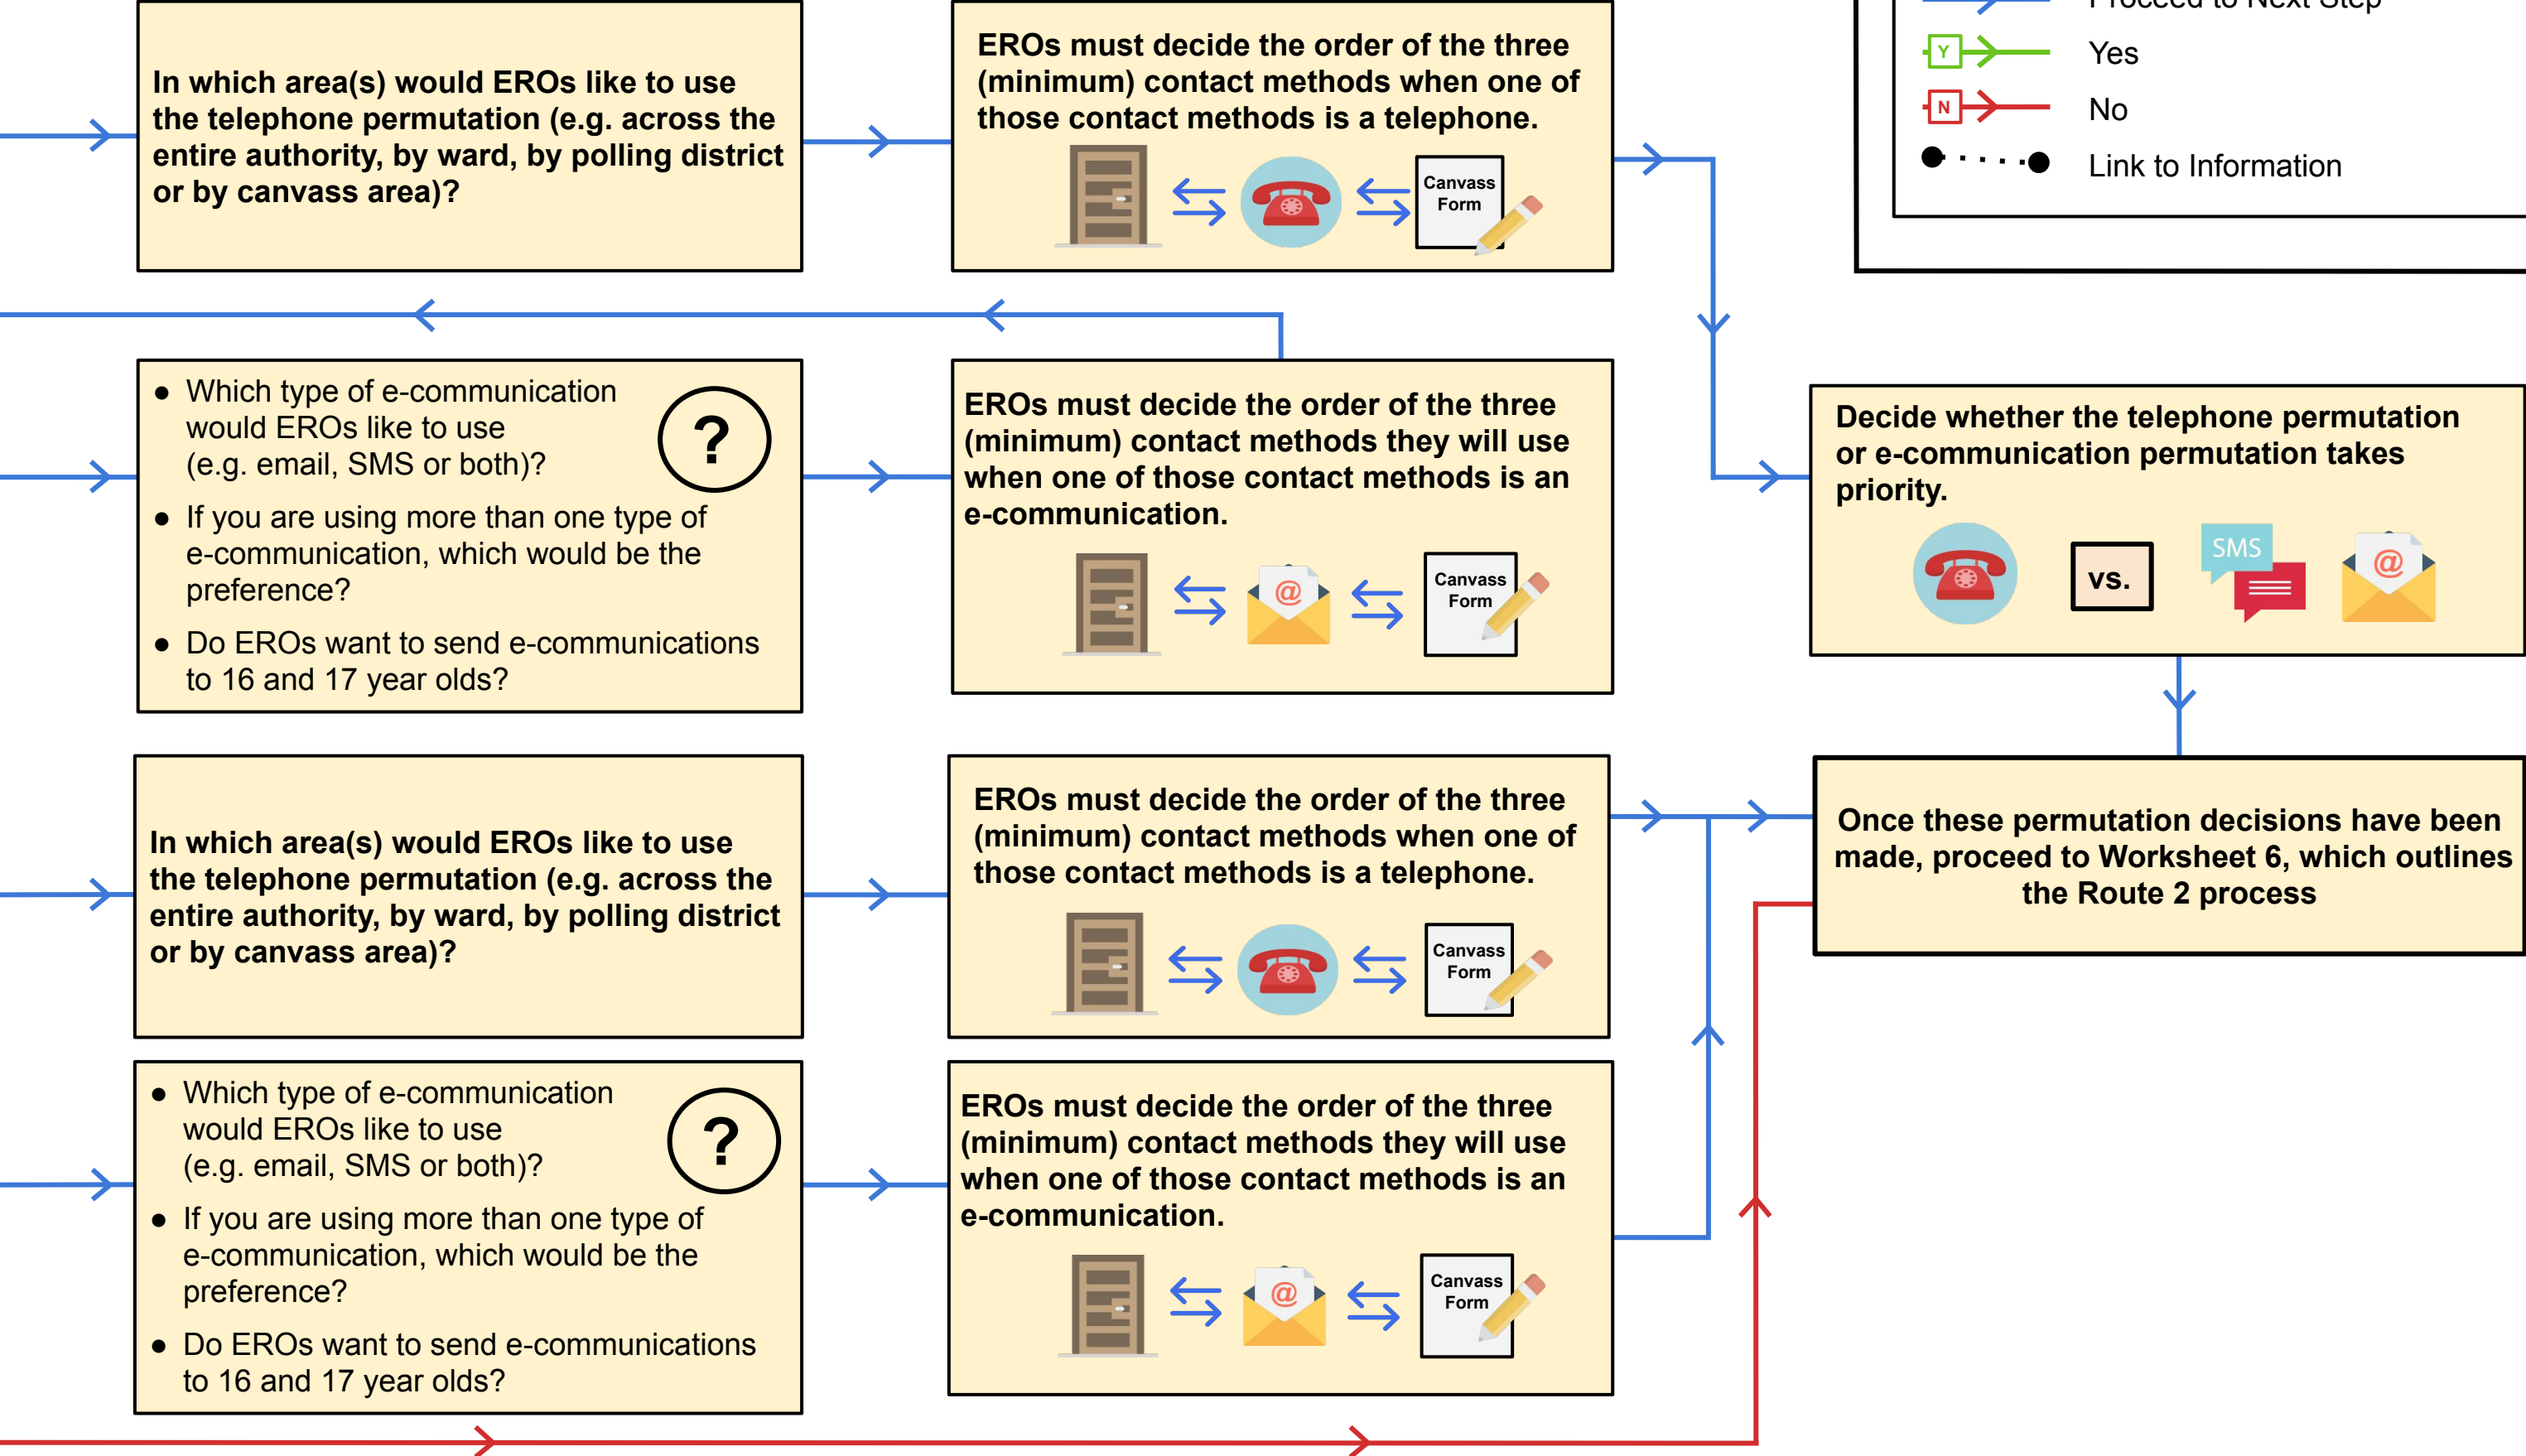 Proceed to Next Step
Y
Yes
N
No
Link to Information
In which area(s) would EROs like to use
the telephone permutation (e.g. across the
entire authority, by ward, by polling district
or by canvass area)?
EROs must decide the order of the three
(minimum) contact methods when one of
those contact methods is a telephone.
Canvass
Form
● Which type of e-communication
would EROs like to use
(e.g. email, SMS or both)?
?
● If you are using more than one type of
e-communication, which would be the
preference?
● Do EROs want to send e-communications
to 16 and 17 year olds?
EROs must decide the order of the three
(minimum) contact methods they will use
when one of those contact methods is an
e-communication.
@
Canvass
Form
Decide whether the telephone permutation
or e-communication permutation takes
priority.
vs.
SMS
@
In which area(s) would EROs like to use
the telephone permutation (e.g. across the
entire authority, by ward, by polling district
or by canvass area)?
EROs must decide the order of the three
(minimum) contact methods when one of
those contact methods is a telephone.
Canvass
Form
Once these permutation decisions have been
made, proceed to Worksheet 6, which outlines
the Route 2 process
● Which type of e-communication
would EROs like to use
(e.g. email, SMS or both)?
?
● If you are using more than one type of
e-communication, which would be the
preference?
● Do EROs want to send e-communications
to 16 and 17 year olds?
EROs must decide the order of the three
(minimum) contact methods they will use
when one of those contact methods is an
e-communication.
@
Canvass
Form